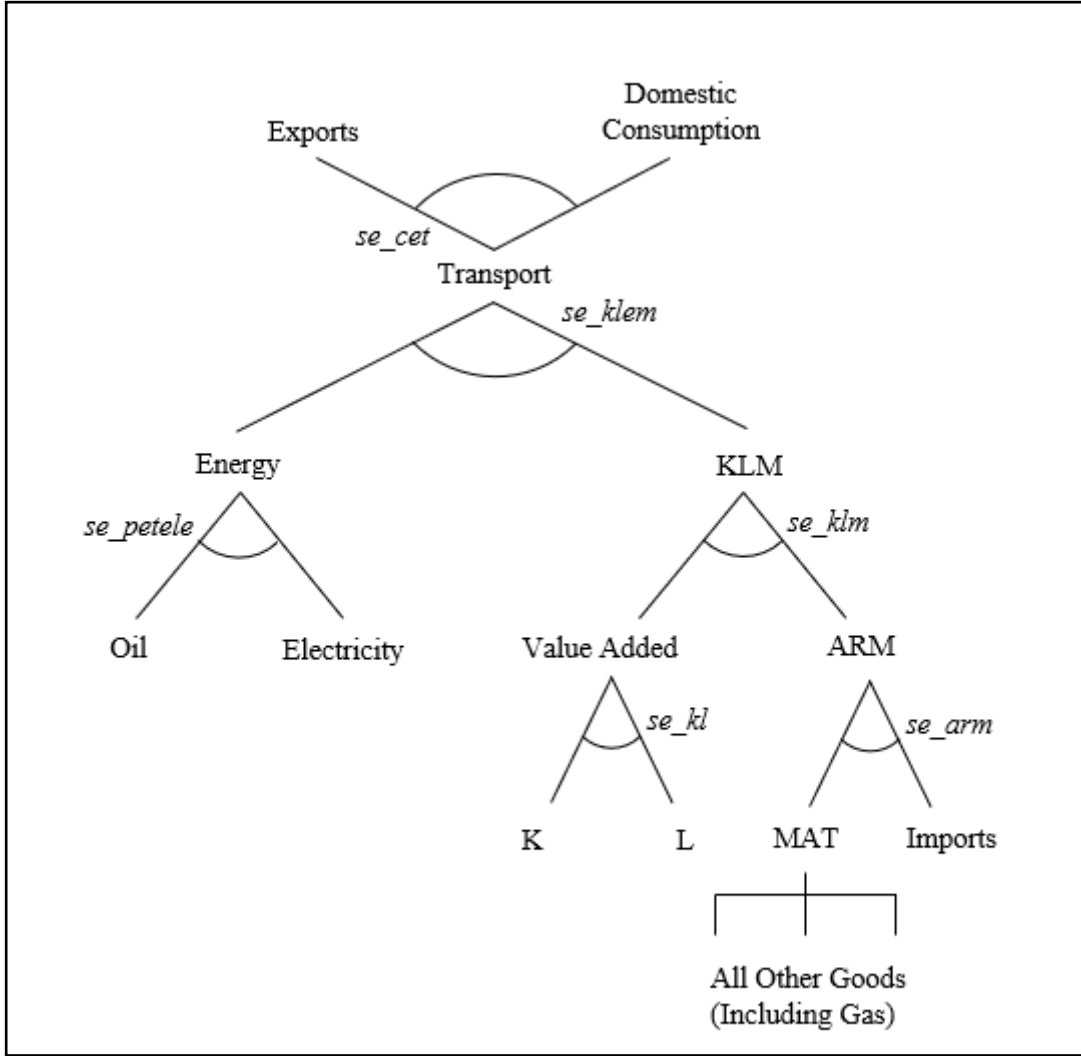 Domestic
Exports Consumption
se_cet
Transport
se_klem
Energy KLM
se_petele se_klm
Oil Electricity Value Added ARM
se_kl se_arm
K L MAT Imports
All Other Goods
(Including Gas)